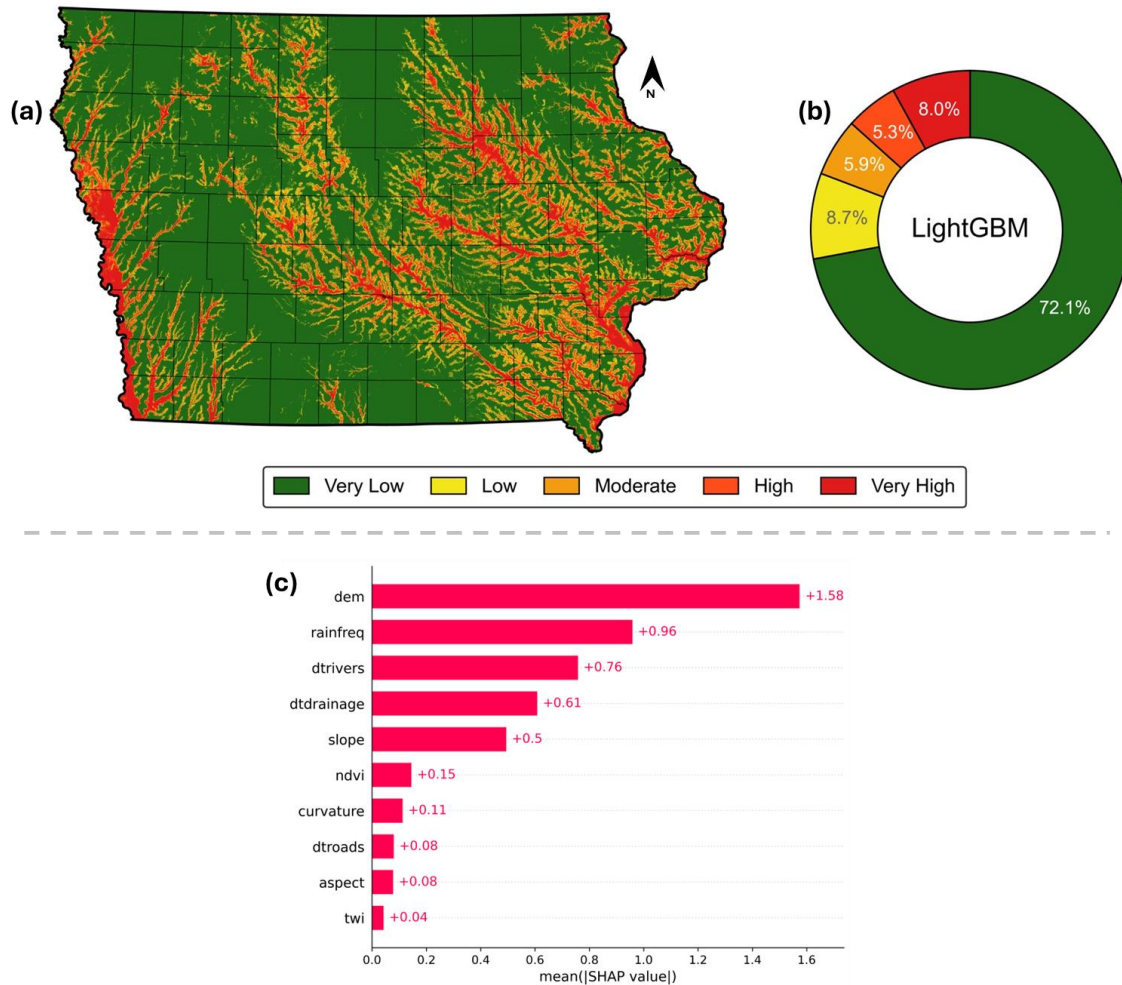 (a)
N
(b)
8.0%
5.3%
5.9%
8.7%
LightGBM
72.1%
Very Low Low Moderate High Very High
(c)
dem +1.58
rainfreq +0.96
dtrivers +0.76
dtdrainage +0.61
slope +0.5
ndvi +0.15
curvature +0.11
dtroads +0.08
aspect +0.08
twi +0.04
0.0 0.2 0.4 0.6 0.8 1.0 1.2 1.4 1.6
mean(|SHAP value|)